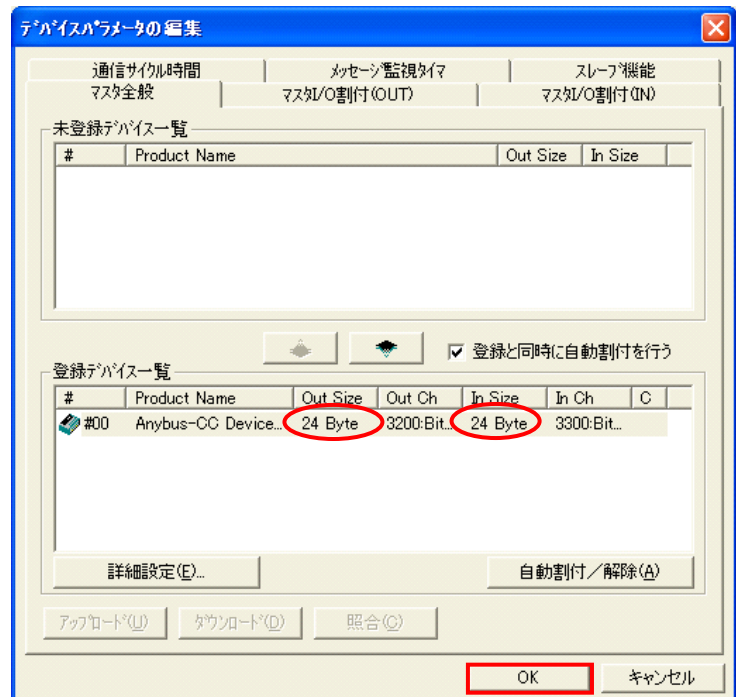 デバイスパラメータの編集
通信サイクル時間 メッセージ監視タイマ スレーブ機能
マスタ全般 マスタI/O割付(OUT) マスタI/O割付(IN)
未登録デバイス一覧
# Product Name Out Size In Size
登録と同時に自動割付を行う
登録デバイス一覧
# Product Name Out Size Out Ch In Size In Ch C
#00 Anybus-CC Device... 24 Byte 3200:Bit... 24 Byte 3300:Bit...
詳細設定(E)... 自動割付／解除(A)
アップロード(U) ダウンロード(D) 照合(C)
OK キャンセル